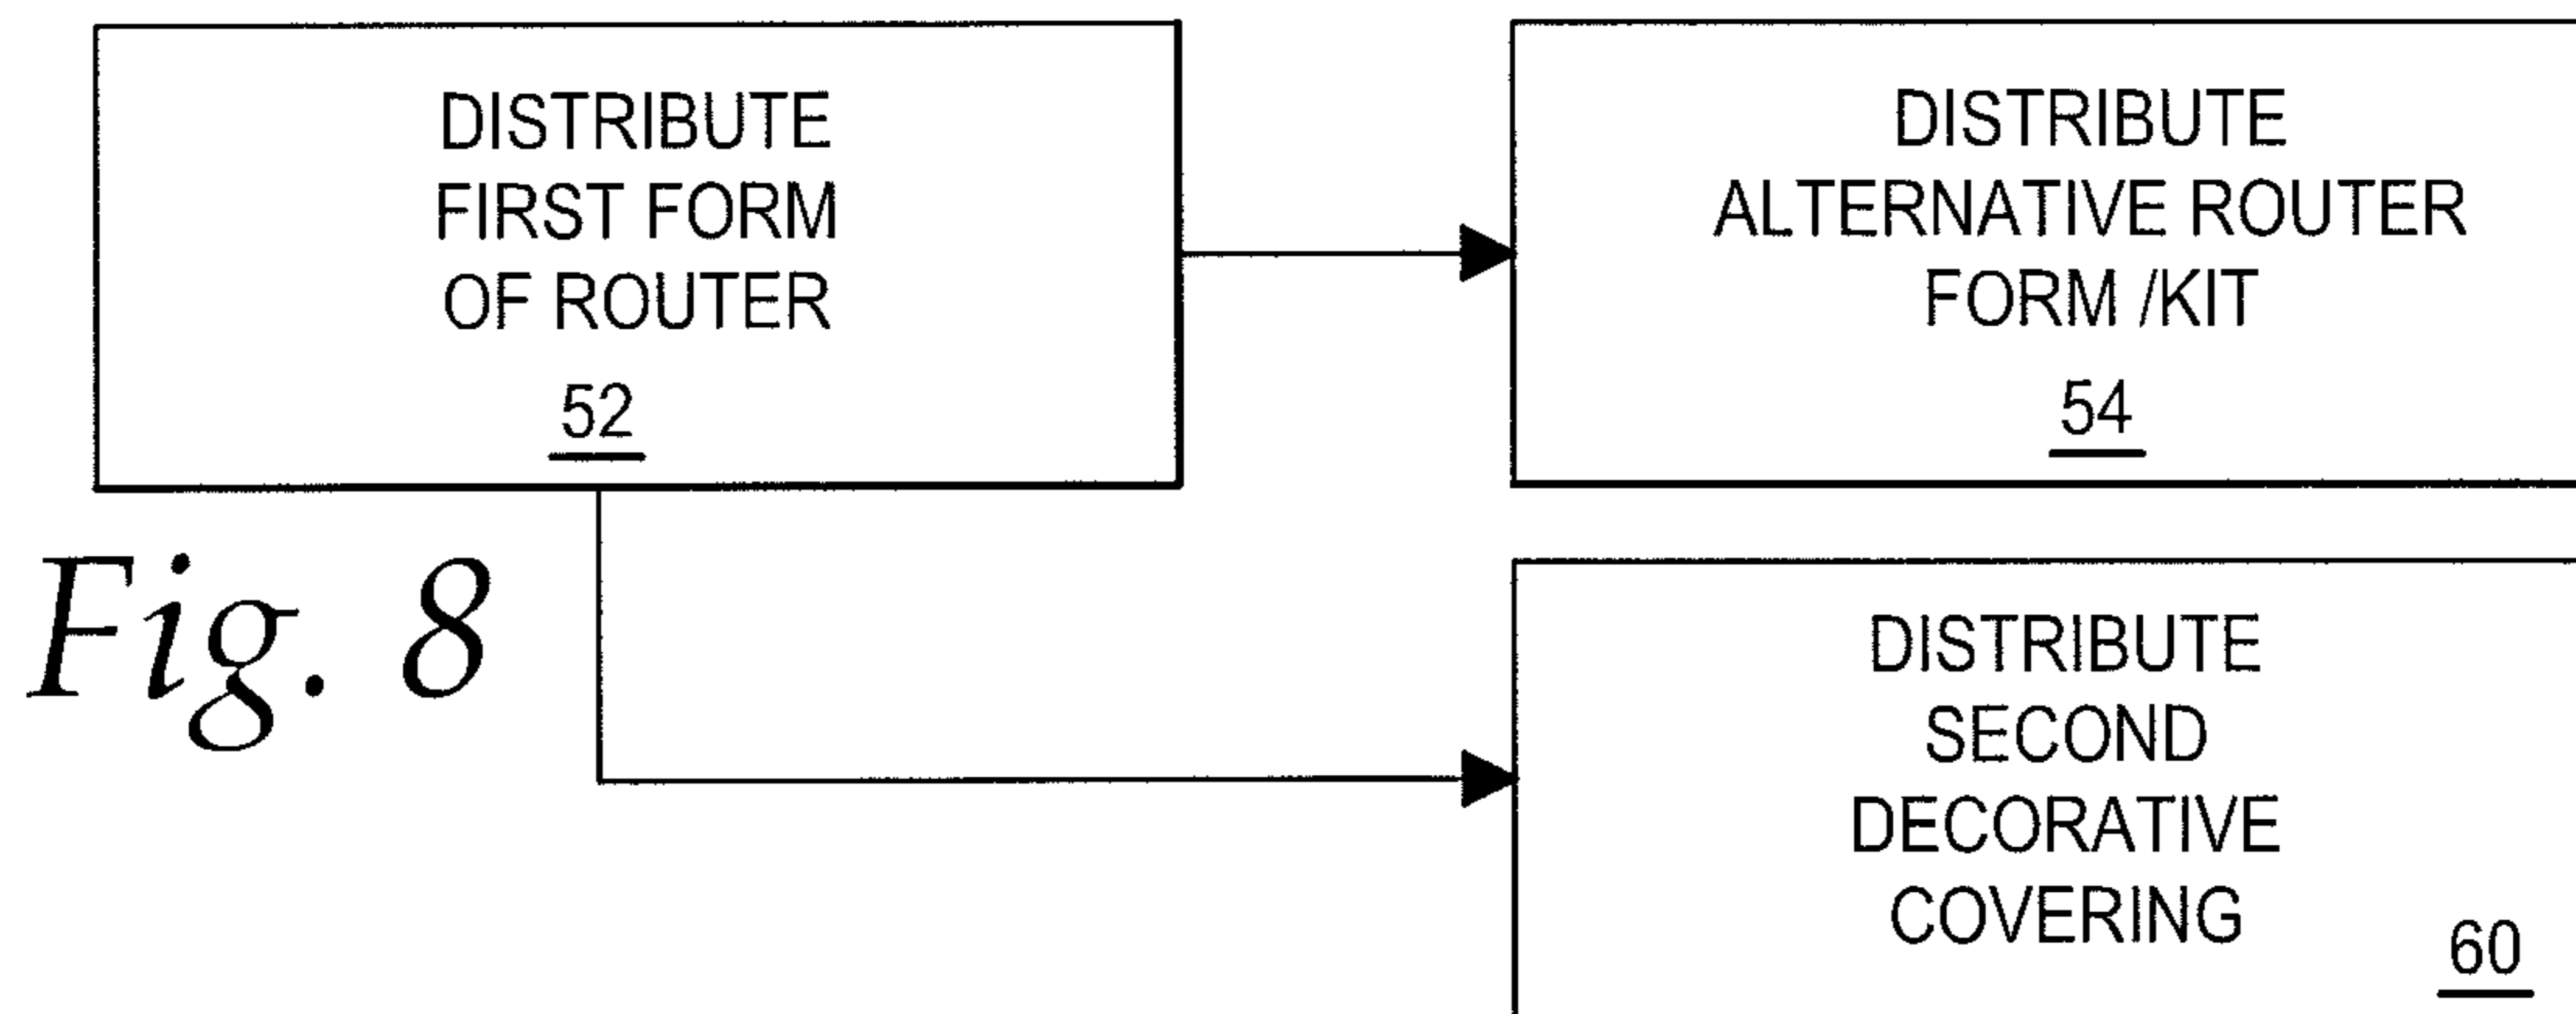 DISTRIBUTE
FIRST FORM
OF ROUTER
52
DISTRIBUTE
ALTERNATIVE ROUTER
FORM /KIT
54
Fig. 8
DISTRIBUTE
SECOND
DECORATIVE
COVERING
60